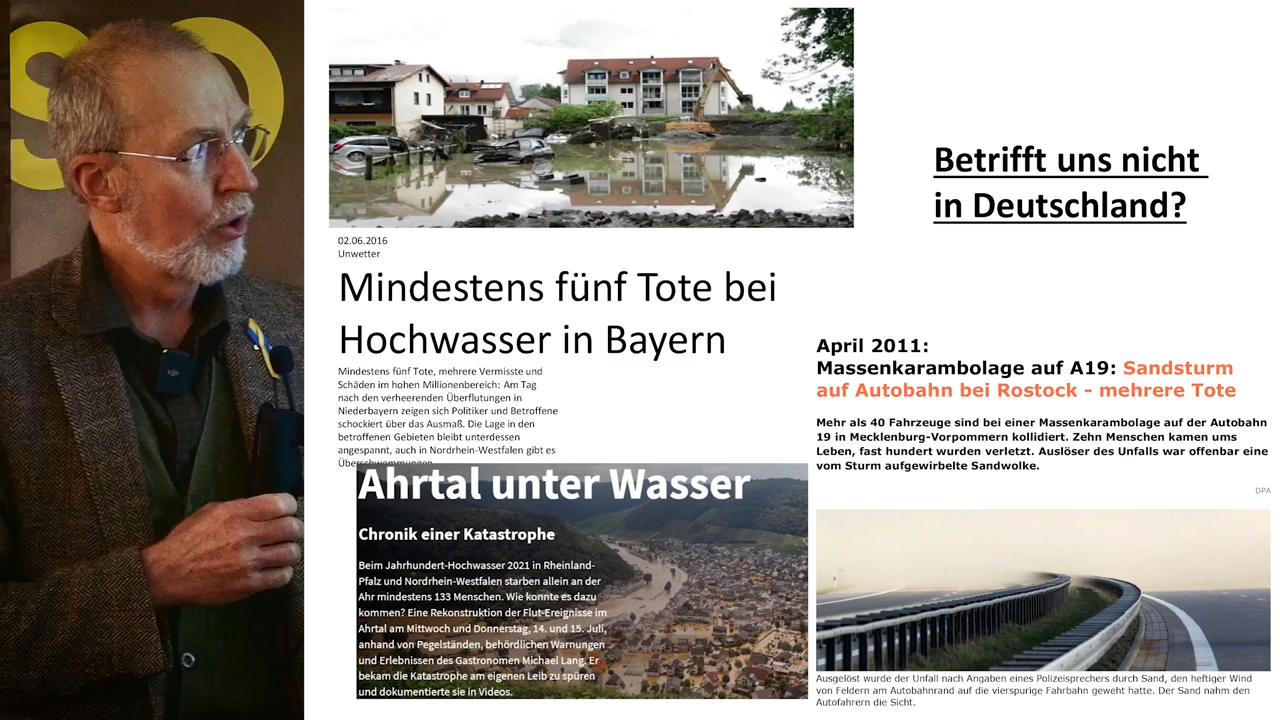 SO
Betrifft uns nicht
in Deutschland?
02.06.2016
Unwetter
Mindestens fünf Tote bei
Hochwasser in Bayern
Mindestens fünf Tote, mehrere Vermisste und
Schäden im hohen Millionenbereich: Am Tag
nach den verheerenden Überflutungen in
Niederbayern zeigen sich Politiker und Betroffene
schockiert über das Ausmaß. Die Lage in den
betroffenen Gebieten bleibt unterdessen
angespannt, auch in Nordrhein-Westfalen gibt es
Überschwemmungen.
Ahrtal unter Wasser
Chronik einer Katastrophe
Beim Jahrhundert-Hochwasser 2021 in Rheinland-
Pfalz und Nordrhein-Westfalen starben allein an der
Ahr mindestens 133 Menschen. Wie konnte es dazu
kommen? Eine Rekonstruktion der Flut-Ereignisse im
Ahrtal am Mittwoch und Donnerstag, 14. und 15. Juli,
anhand von Pegelständen, behördlichen Warnungen
und Erlebnissen des Gastronomen Michael Lang. Er
bekam die Katastrophe am eigenen Leib zu spüren
und dokumentierte sie in Videos.
April 2011:
Massenkarambolage auf A19: Sandsturm
auf Autobahn bei Rostock - mehrere Tote
Mehr als 40 Fahrzeuge sind bei einer Massenkarambolage auf der Autobahn
19 in Mecklenburg-Vorpommern kollidiert. Zehn Menschen kamen ums
Leben, fast hundert wurden verletzt. Auslöser des Unfalls war offenbar eine
vom Sturm aufgewirbelte Sandwolke.
DPA
Ausgelöst wurde der Unfall nach Angaben eines Polizeisprechers durch Sand, den heftiger Wind
von Feldern am Autobahnrand auf die vierspurige Fahrbahn geweht hatte. Der Sand nahm den
Autofahrern die Sicht.